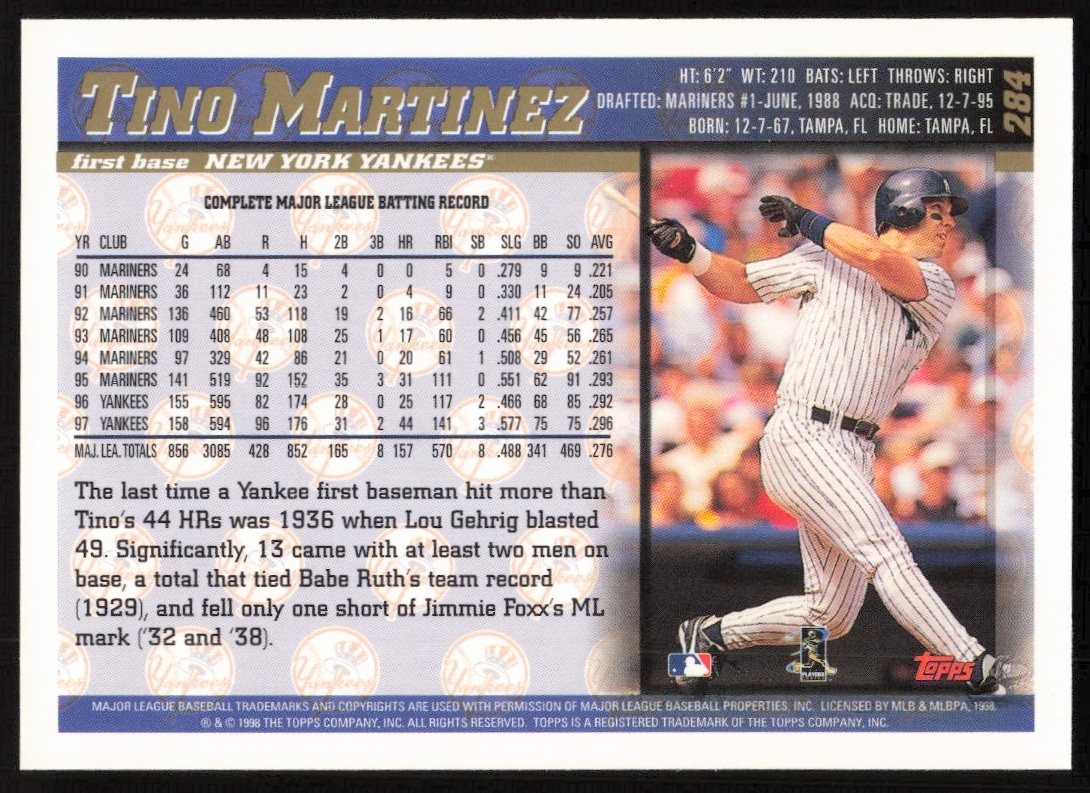 TINO MARTINEZ
HT: 6'2" WT: 210 BATS: LEFT THROWS: RIGHT
DRAFTED: MARINERS #1-JUNE, 1988 ACQ: TRADE, 12-7-95
BORN: 12-7-67, TAMPA, FL HOME: TAMPA, FL
284
first base NEW YORK YANKEES
COMPLETE MAJOR LEAGUE BATTING RECORD
YR CLUB G AB R H 2B 3B HR RBI SB SLG BB SO AVG
90 MARINERS 24 68 4 15 4 0 0 5 0 .279 9 9 .221
91 MARINERS 36 112 11 23 2 0 4 9 0 .330 11 24 .205
92 MARINERS 136 460 53 118 19 2 16 66 2 .411 42 77 .257
93 MARINERS 109 408 48 108 25 1 17 60 0 .456 45 56 .265
94 MARINERS 97 329 42 86 21 0 20 61 1 .508 29 52 .261
95 MARINERS 141 519 92 152 35 3 31 111 0 .551 62 91 .293
96 YANKEES 155 595 82 174 28 0 25 117 2 .466 68 85 .292
97 YANKEES 158 594 96 176 31 2 44 141 3 .577 75 75 .296
MAJ. LEA. TOTALS 856 3085 428 852 165 8 157 570 8 .488 341 469 .276
The last time a Yankee first baseman hit more than
Tino's 44 HRs was 1936 when Lou Gehrig blasted
49. Significantly, 13 came with at least two men on
base, a total that tied Babe Ruth's team record
(1929), and fell only one short of Jimmie Foxx's ML
mark ('32 and '38).
PLAYERS
Topps
MAJOR LEAGUE BASEBALL TRADEMARKS AND COPYRIGHTS ARE USED WITH PERMISSION OF MAJOR LEAGUE BASEBALL PROPERTIES, INC. LICENSED BY MLB & MLBPA, 1998.
® & © 1998 THE TOPPS COMPANY, INC. ALL RIGHTS RESERVED. TOPPS IS A REGISTERED TRADEMARK OF THE TOPPS COMPANY, INC.